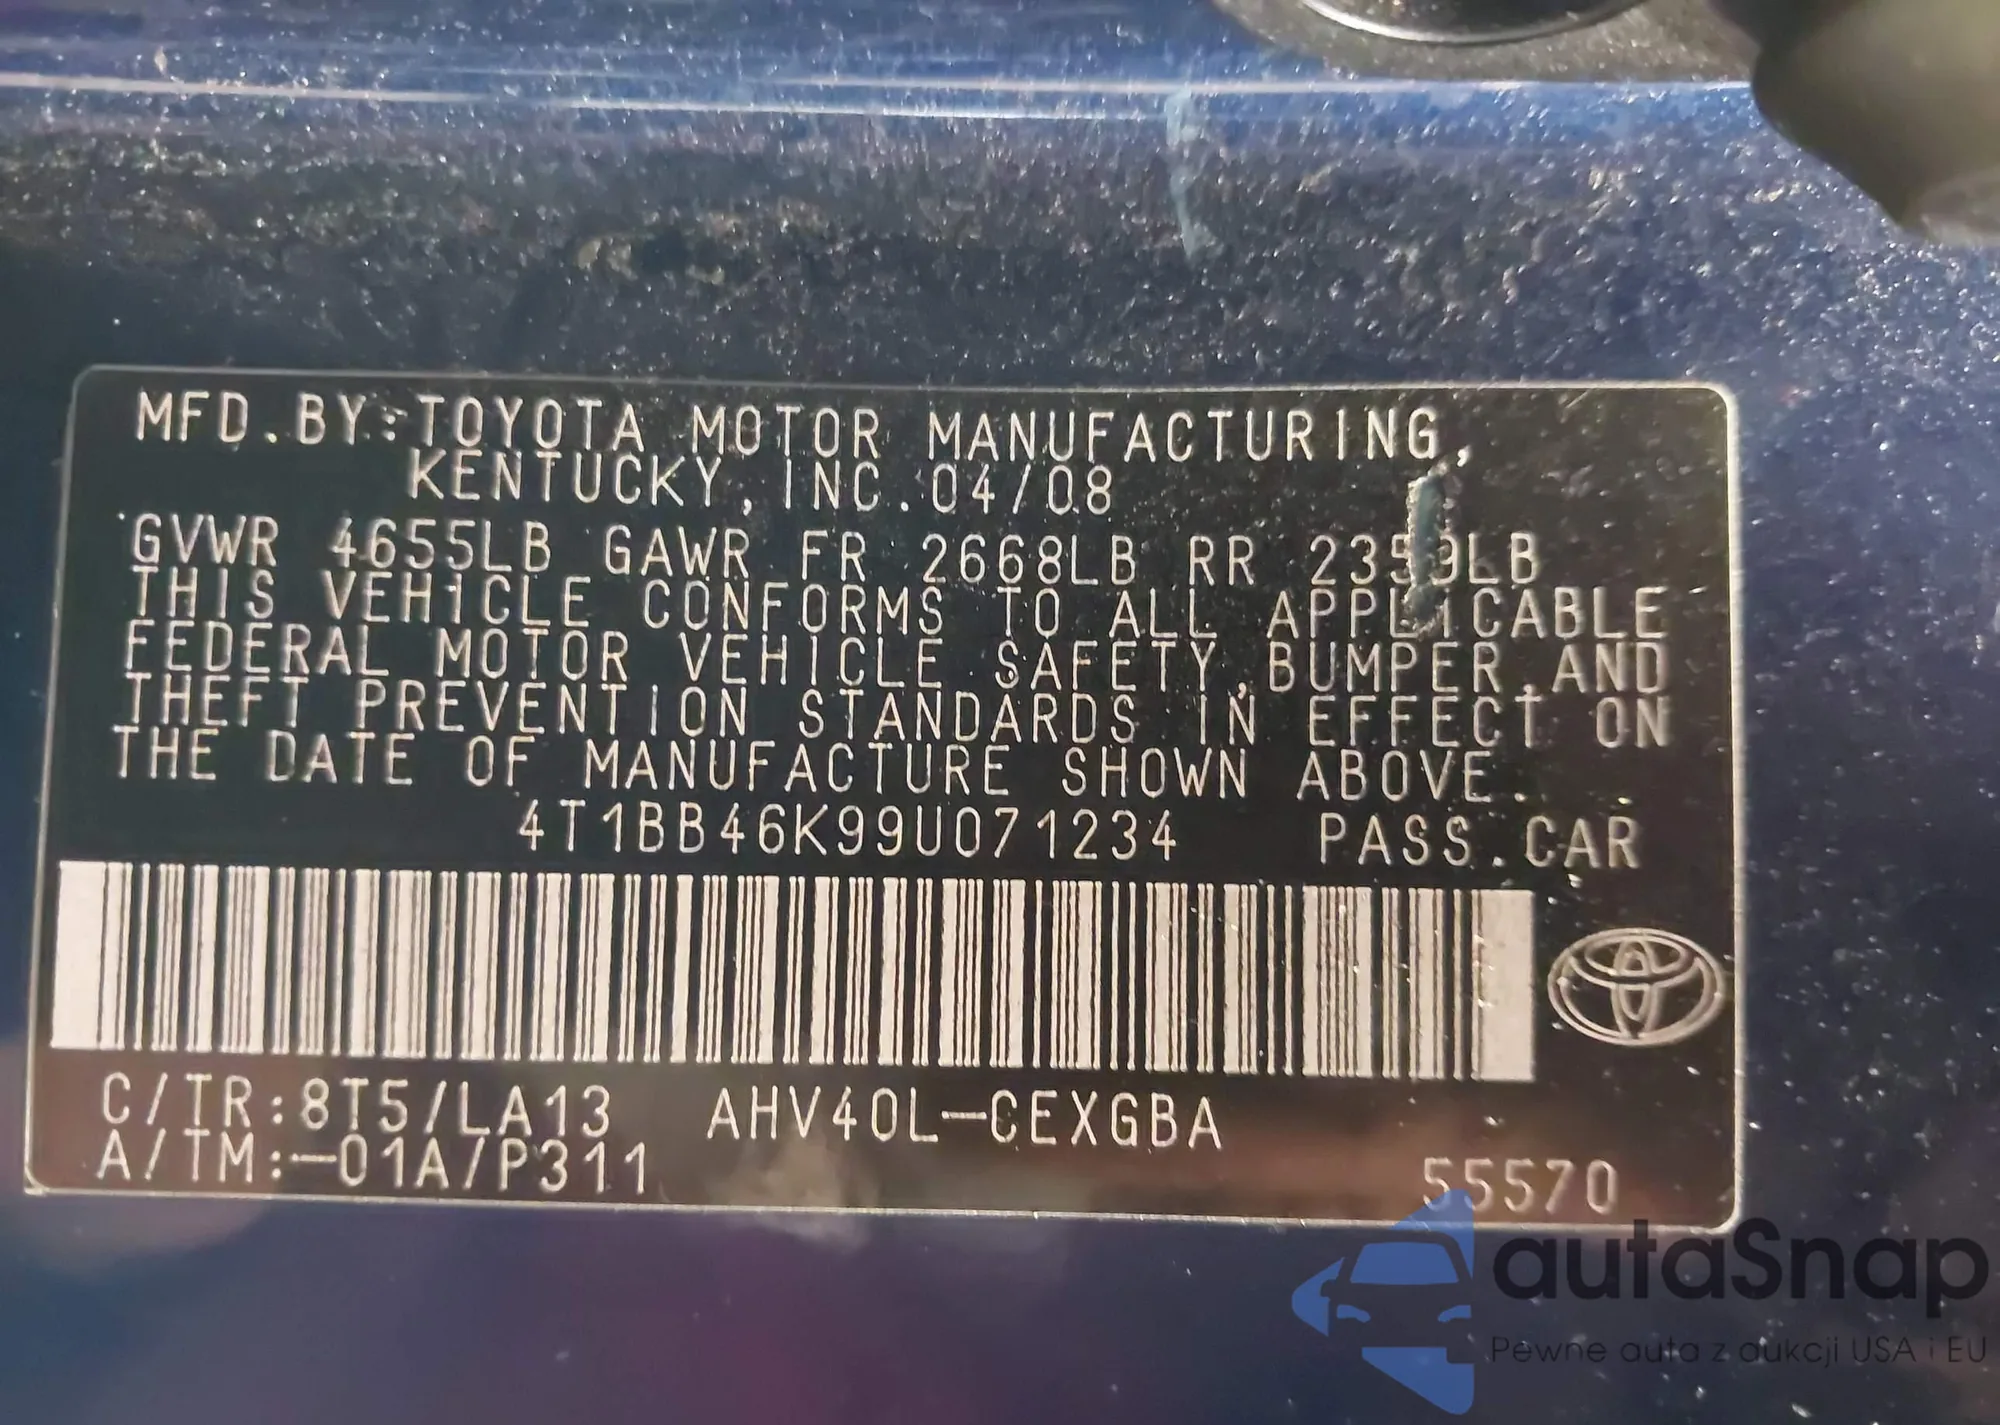 MFD.BY:TOYOTA MOTOR MANUFACTURING,
KENTUCKY, INC. 04/08
GVWR 4655LB GAWR FR 2668LB RR 2359LB
THIS VEHICLE CONFORMS TO ALL APPLICABLE
FEDERAL MOTOR VEHICLE SAFETY,BUMPER,AND
THEFT PREVENTION STANDARDS IN EFFECT ON
THE DATE OF MANUFACTURE SHOWN ABOVE.
4T1BB46K99U071234 PASS.CAR
C/TR:8T5/LA13 AHV40L-CEXGBA
A/TM:-01A/P311
55570
autaSnap
Pewne auta z aukcji USA i EU